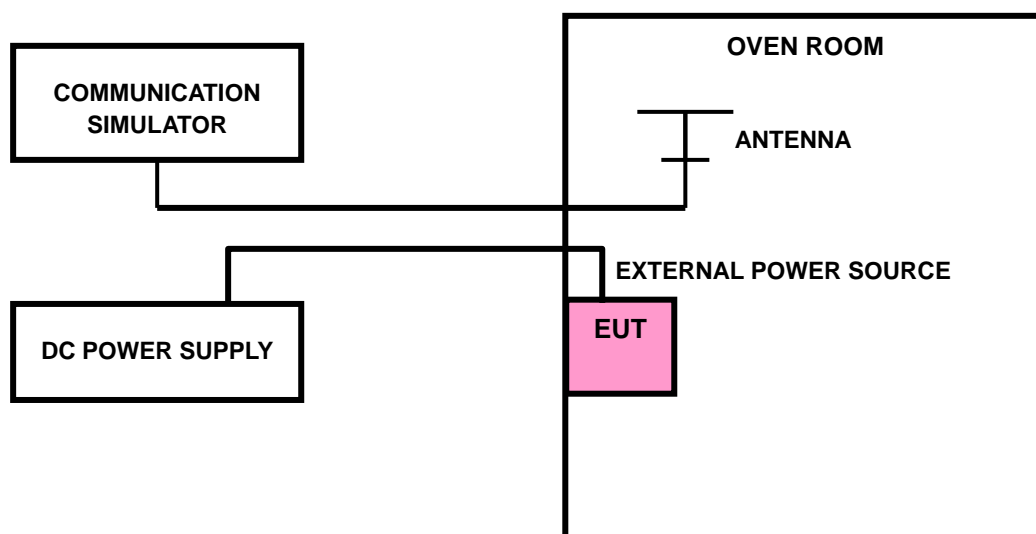 OVEN ROOM
COMMUNICATION
SIMULATOR
ANTENNA
EXTERNAL POWER SOURCE
EUT
DC POWER SUPPLY